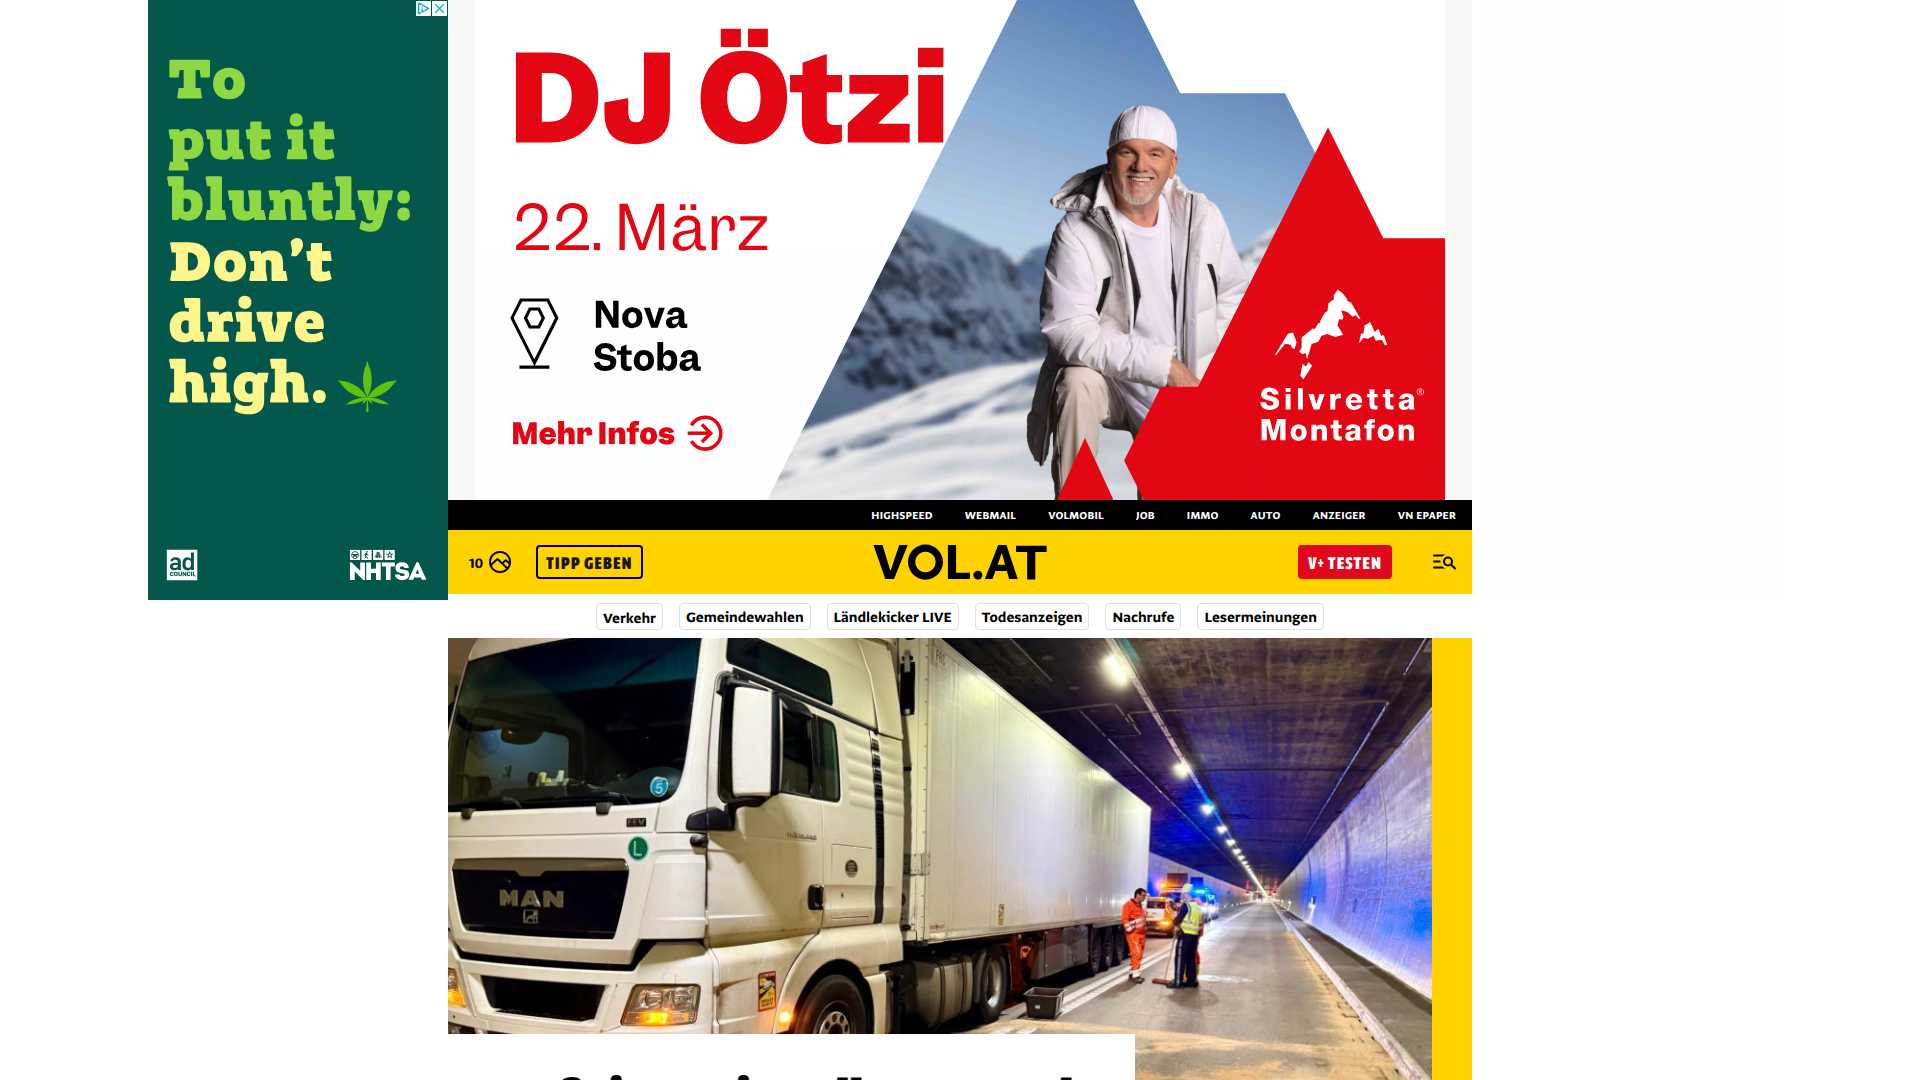 To
put it
bluntly:
Don't
drive
high.
ad
COUNCIL
NHTSA
DJ Ötzi
22. März
Nova
Stoba
Mehr Infos
Silvretta®
Montafon
HIGHSPEED WEBMAIL VOLMOBIL JOB IMMO AUTO ANZEIGER VN EPAPER
10 TIPP GEBEN VOL.AT V+ TESTEN
Verkehr Gemeindewahlen Ländlekicker LIVE Todesanzeigen Nachrufe Lesermeinungen
5
L
MAN